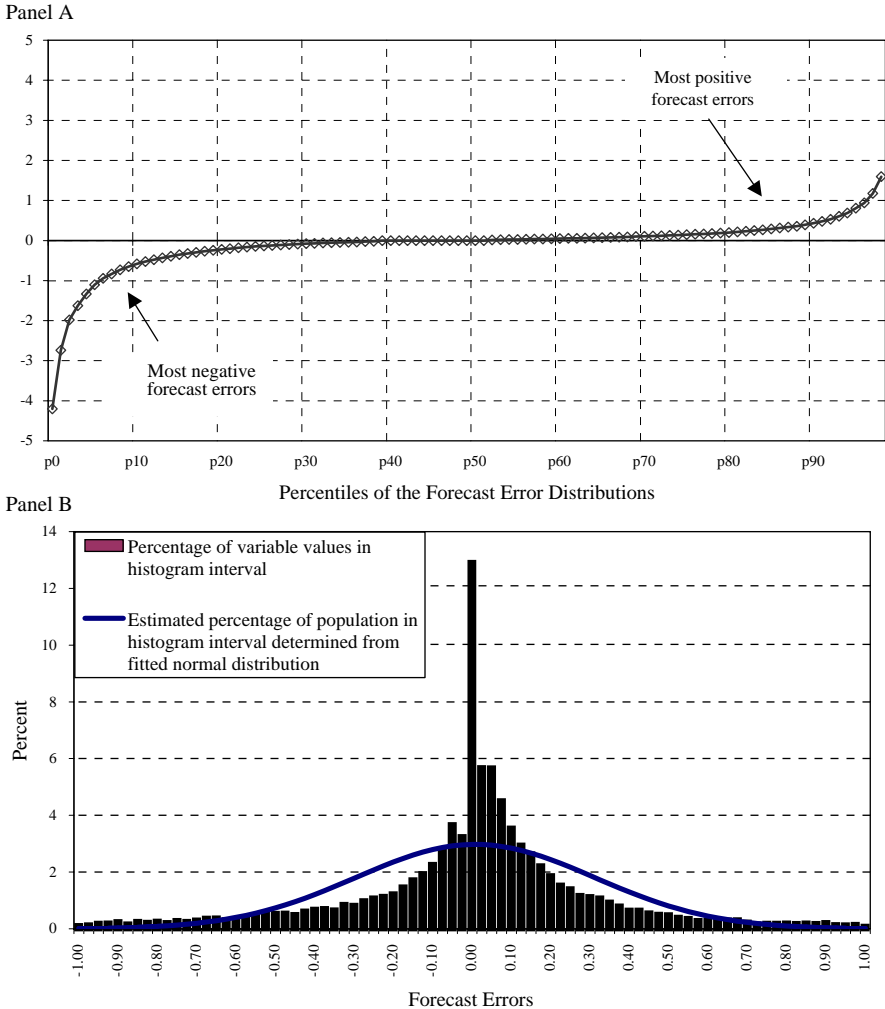 Panel A
5
4
3
2
1
0
-1
-2
-3
-4
-5
Most positive
forecast errors
Most negative
forecast errors
p0 p10 p20 p30 p40 p50 p60 p70 p80 p90
Percentiles of the Forecast Error Distributions
Panel B
14
12
10
8
6
4
2
0
Percent
Percentage of variable values in
histogram interval
Estimated percentage of population in
histogram interval determined from
fitted normal distribution
-1.00 -0.90 -0.80 -0.70 -0.60 -0.50 -0.40 -0.30 -0.20 -0.10 0.00 0.10 0.20 0.30 0.40 0.50 0.60 0.70 0.80 0.90 1.00
Forecast Errors